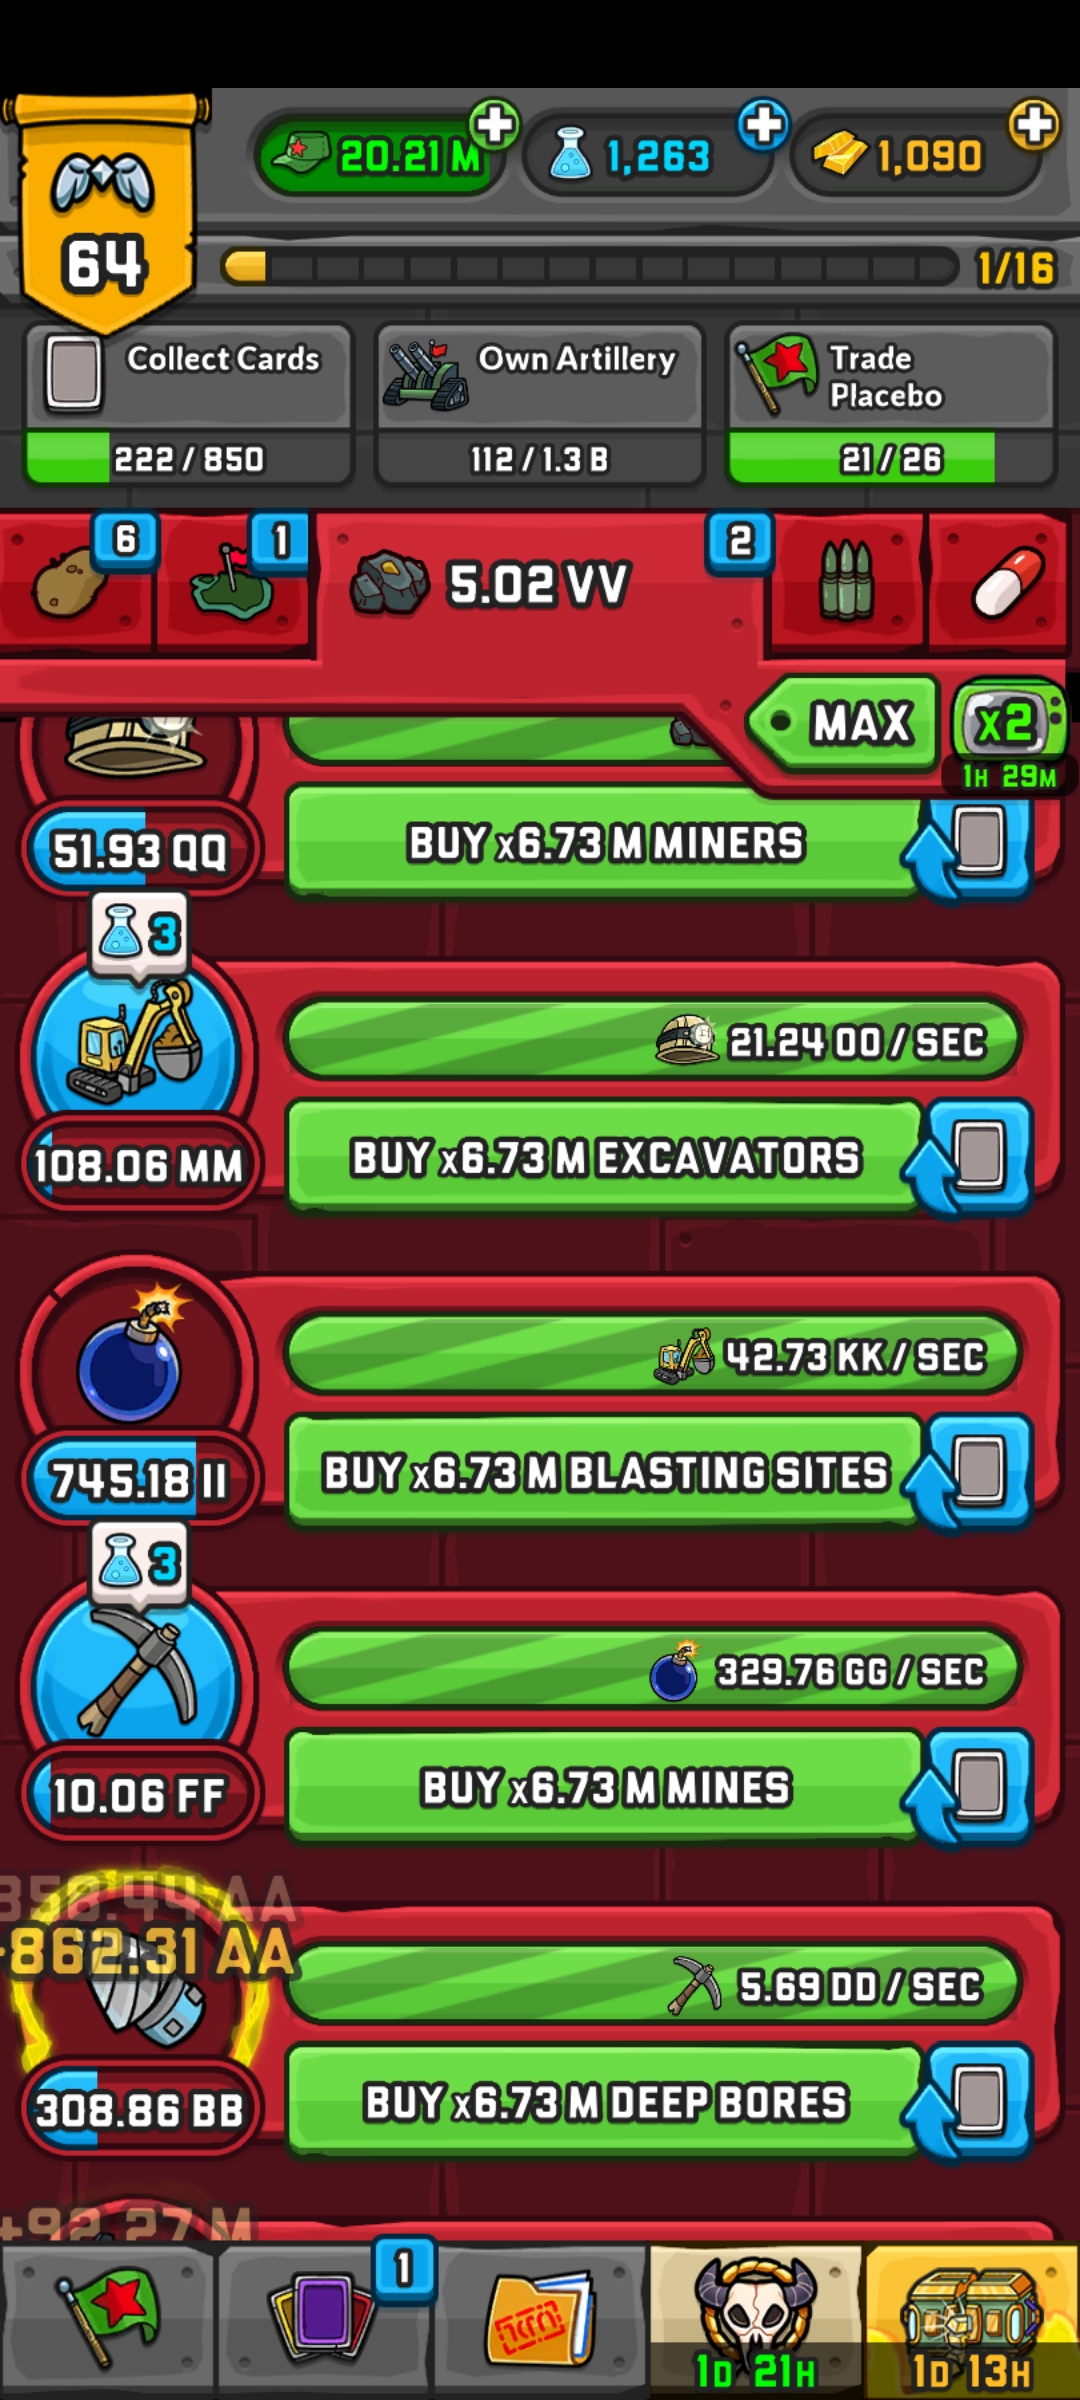 20.21 M
1,263
1,090
64
1/16
Collect Cards
Own Artillery
Trade
Placebo
222 / 850
112 / 1.3 B
21 / 26
6
1
5.02 VV
2
MAX
x2
1H 29M
51.93 QQ
BUY x6.73 M MINERS
3
21.24 OO / SEC
108.06 MM
BUY x6.73 M EXCAVATORS
42.73 KK / SEC
745.18 II
BUY x6.73 M BLASTING SITES
3
329.76 GG / SEC
10.06 FF
BUY x6.73 M MINES
858.44 AA
+862.31 AA
5.69 DD / SEC
308.86 BB
BUY x6.73 M DEEP BORES
+92.27 M
1
1D 21H
1D 13H